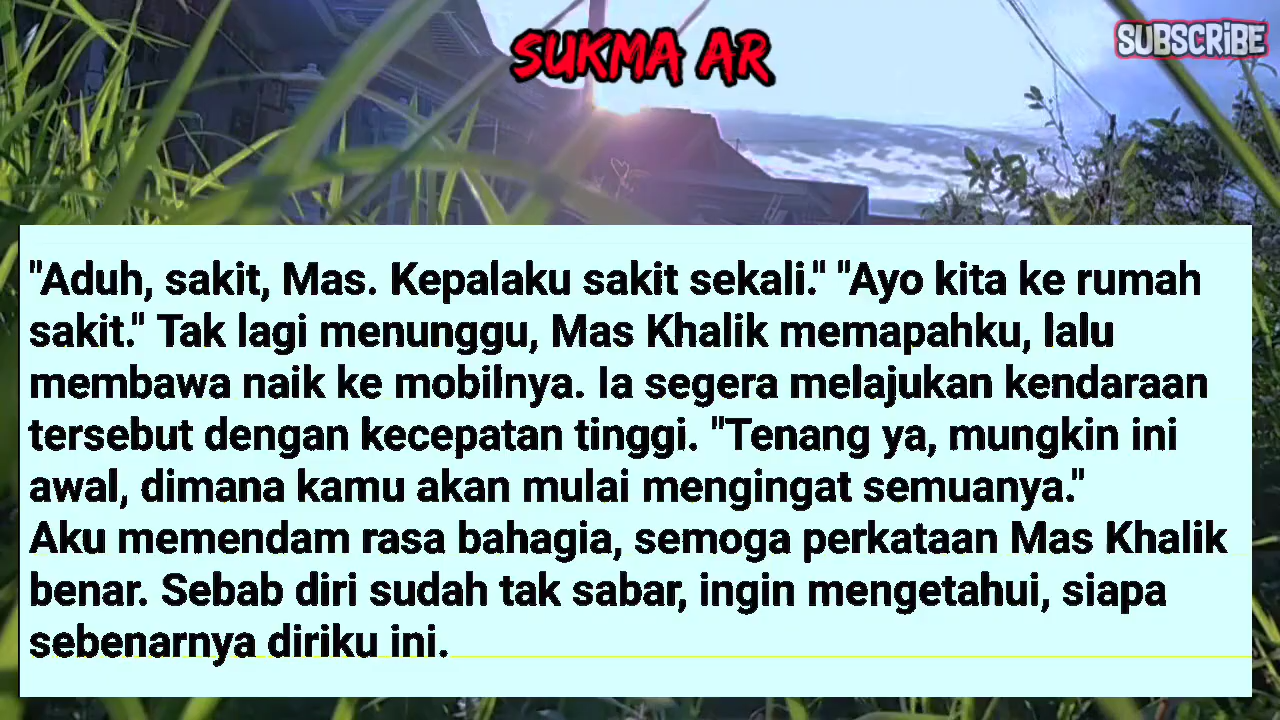 SUKMA AR
SUBSCRIBE
"Aduh, sakit, Mas. Kepalaku sakit sekali." "Ayo kita ke rumah
sakit." Tak lagi menunggu, Mas Khalik memapahku, lalu
membawa naik ke mobilnya. Ia segera melajukan kendaraan
tersebut dengan kecepatan tinggi. "Tenang ya, mungkin ini
awal, dimana kamu akan mulai mengingat semuanya."
Aku memendam rasa bahagia, semoga perkataan Mas Khalik
benar. Sebab diri sudah tak sabar, ingin mengetahui, siapa
sebenarnya diriku ini.